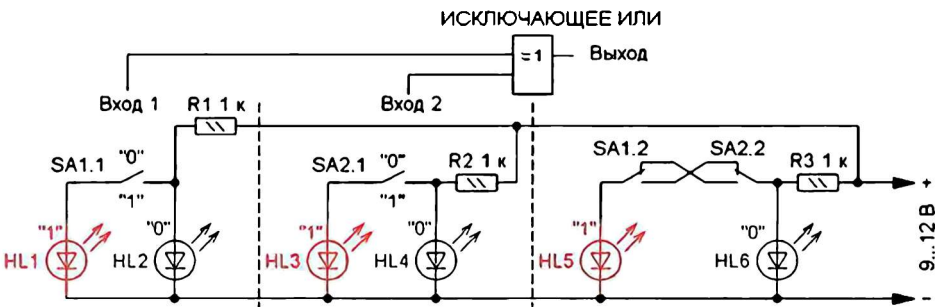 ИСКЛЮЧАЮЩЕЕ ИЛИ
=1
Выход
Вход 1
R1 1 к
Вход 2
SA1.1
"0"
"1"
SA2.1
"0"
"1"
R2 1 к
SA1.2
SA2.2
R3 1 к
+
9...12 В
-
"1"
HL1
"0"
HL2
"1"
HL3
"0"
HL4
"1"
HL5
"0"
HL6